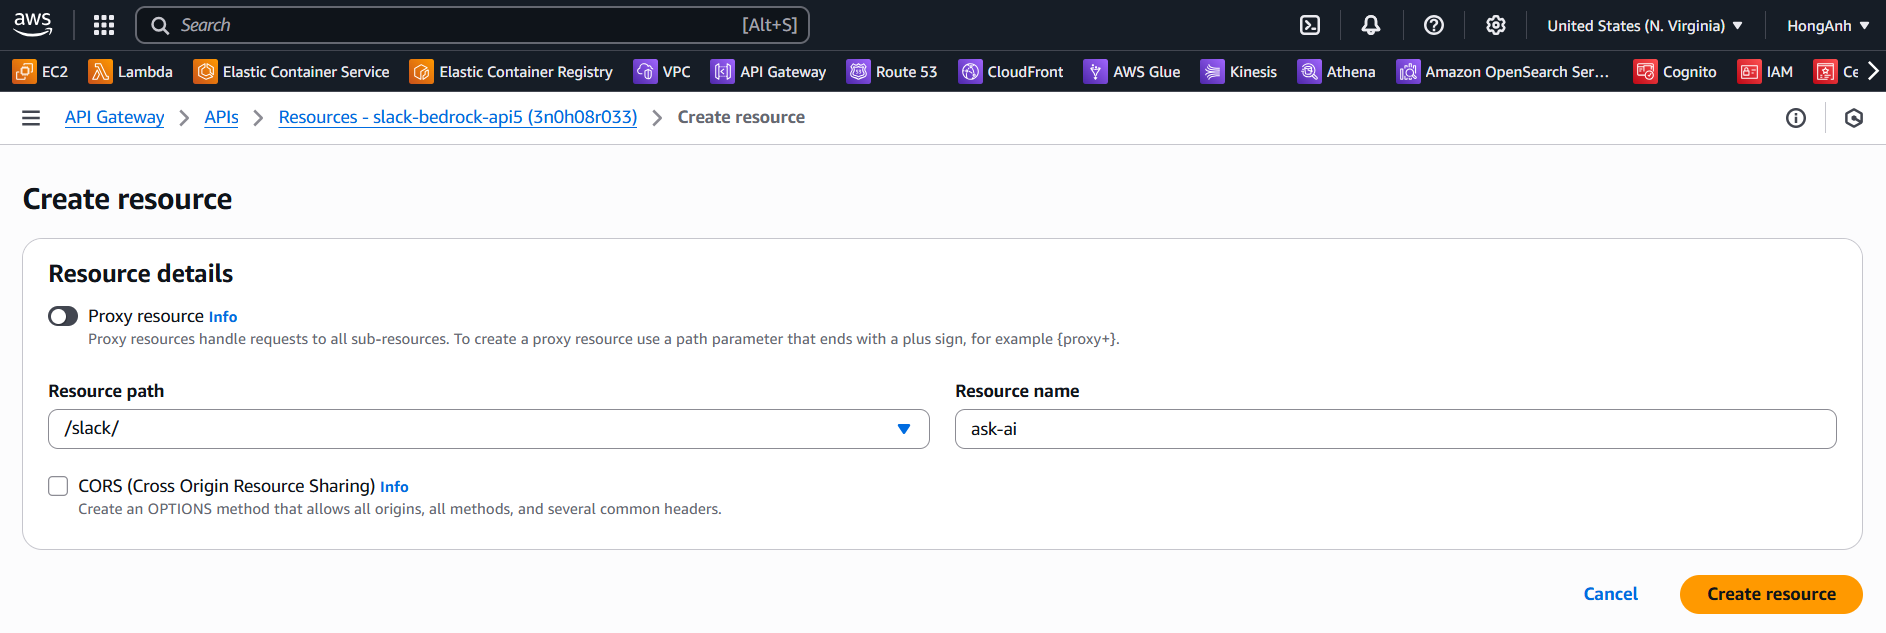 aws Search [Alt+S] United States (N. Virginia) HongAnh
EC2 Lambda Elastic Container Service Elastic Container Registry VPC API Gateway Route 53 CloudFront AWS Glue Kinesis Athena Amazon OpenSearch Ser... Cognito IAM Ce
API Gateway APIs Resources - slack-bedrock-api5 (3n0h08r033) Create resource
Create resource
Resource details
Proxy resource Info
Proxy resources handle requests to all sub-resources. To create a proxy resource use a path parameter that ends with a plus sign, for example {proxy+}.
Resource path
/slack/
Resource name
ask-ai
CORS (Cross Origin Resource Sharing) Info
Create an OPTIONS method that allows all origins, all methods, and several common headers.
Cancel Create resource